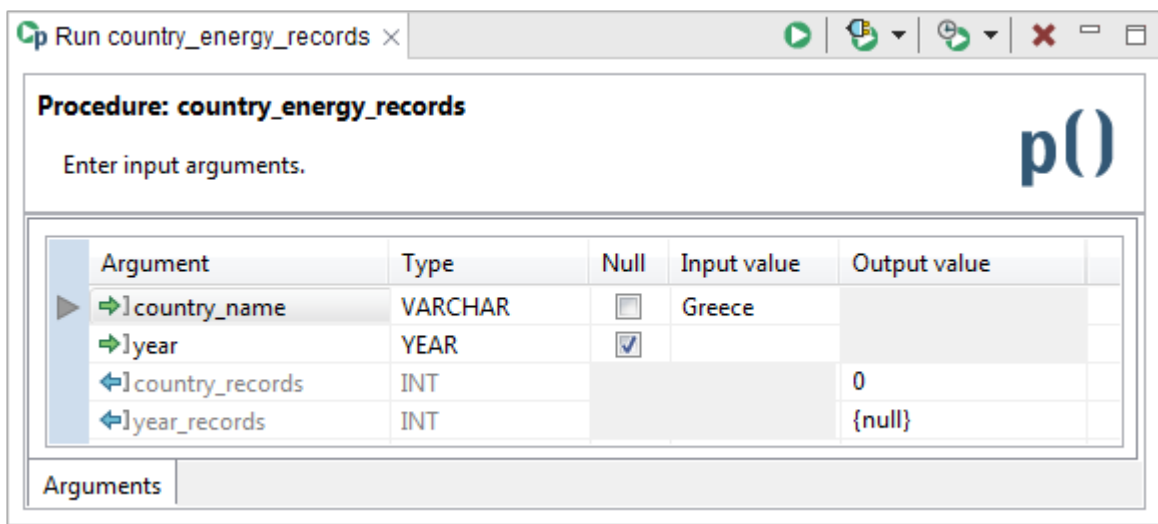 Run country_energy_records
Procedure: country_energy_records
Enter input arguments.
p()
Argument Type Null Input value Output value
country_name VARCHAR Greece
year YEAR
country_records INT 0
year_records INT {null}
Arguments